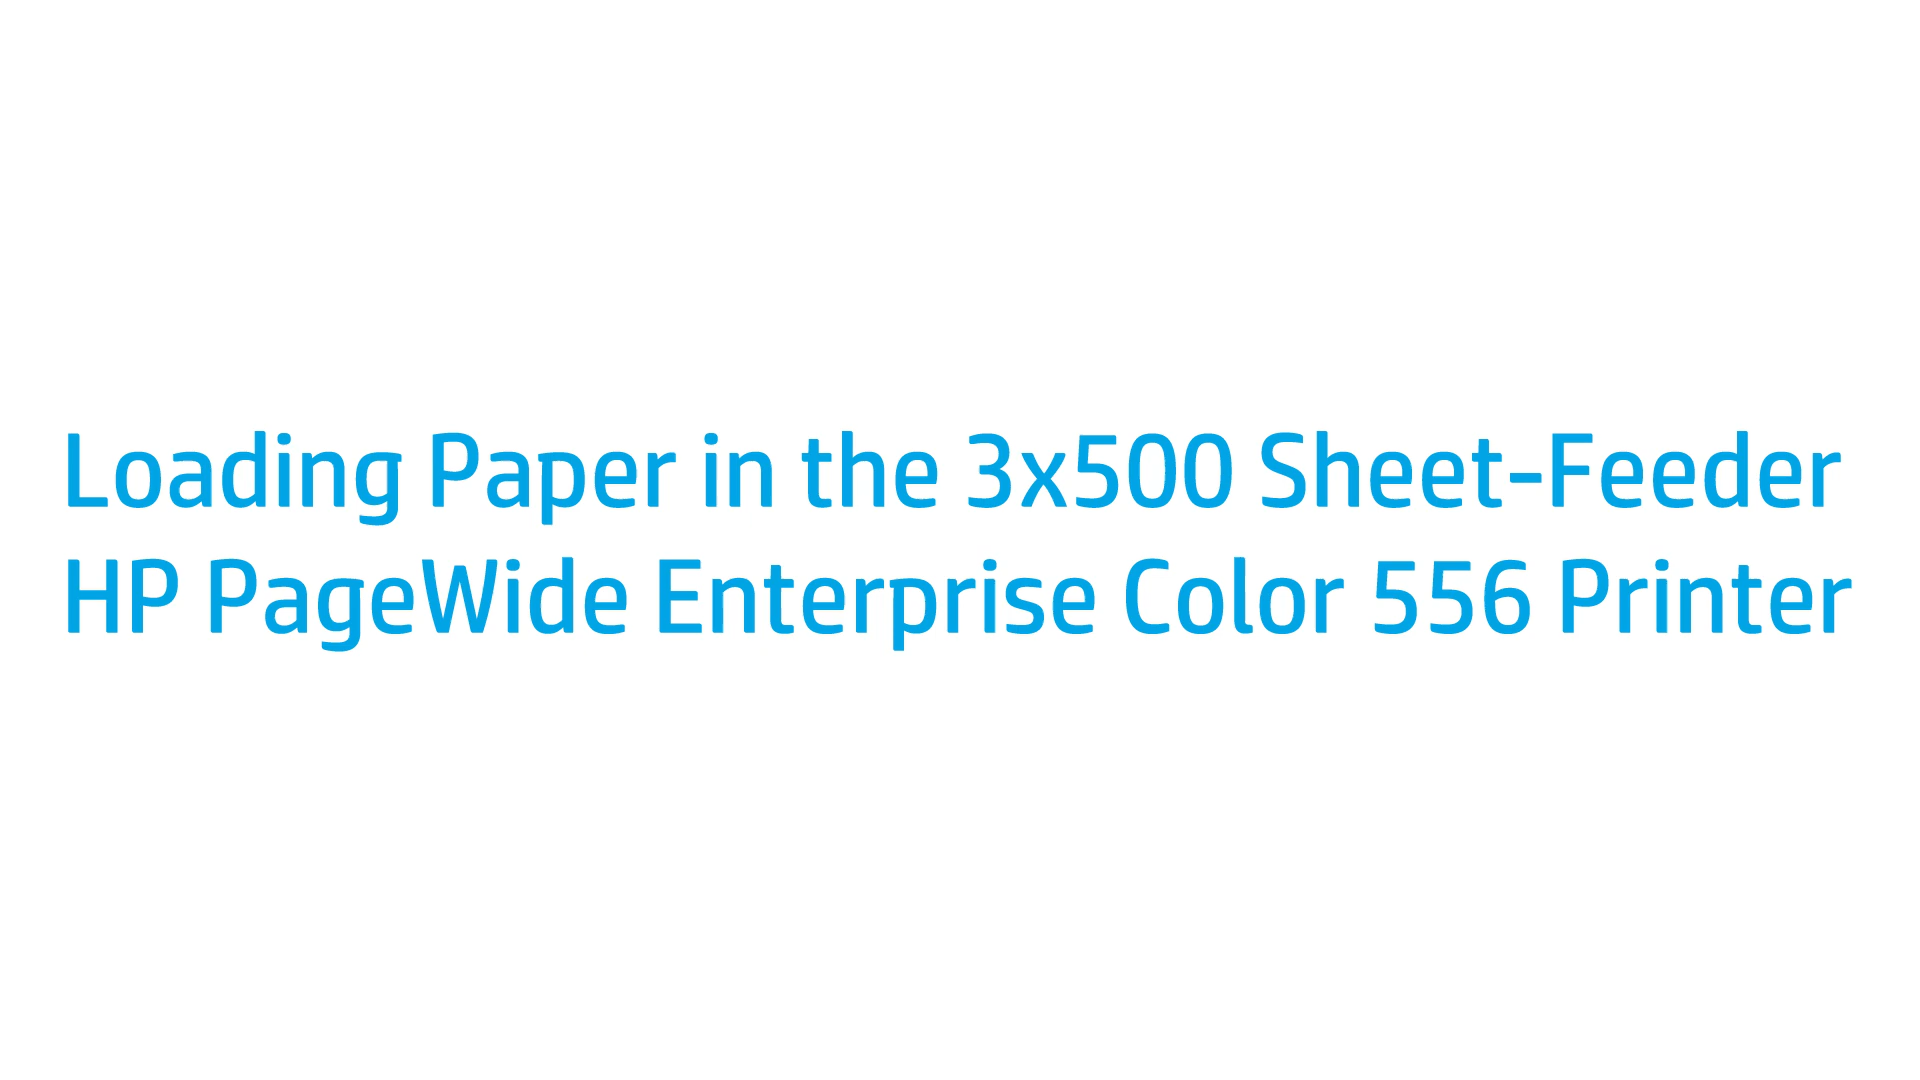 Loading Paper in the 3x500 Sheet-Feeder
HP PageWide Enterprise Color 556 Printer